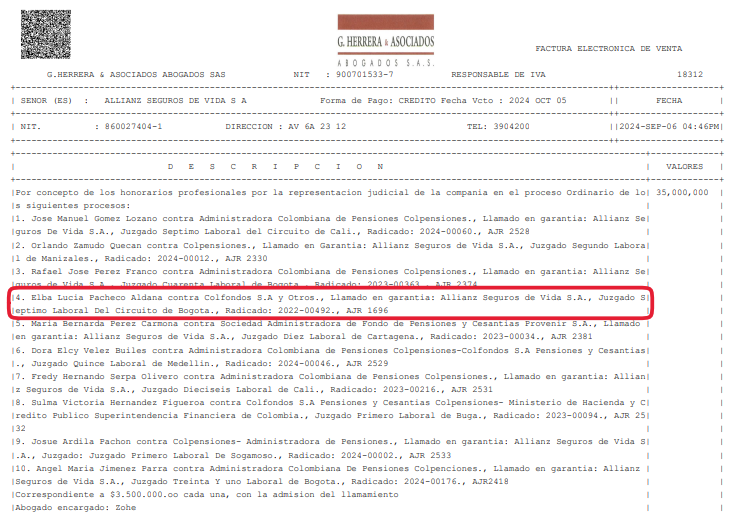 G. HERRERA & ASOCIADOS
ABOGADOS S.A.S.
FACTURA ELECTRONICA DE VENTA
G.HERRERA & ASOCIADOS ABOGADOS SAS NIT : 900701533-7 RESPONSABLE DE IVA 18312
SENOR (ES) : ALLIANZ SEGUROS DE VIDA S A Forma de Pago: CREDITO Fecha Vcto : 2024 OCT 05 || FECHA
NIT. : 860027404-1 DIRECCION : AV 6A 23 12 TEL: 3904200 ||2024-SEP-06 04:46PM|
D E S C R I P C I O N | VALORES
|Por concepto de los honorarios profesionales por la representacion judicial de la compania en el proceso Ordinario de lo| 35,000,000
|s siguientes procesos:
|1. Jose Manuel Gomez Lozano contra Administradora Colombiana de Pensiones Colpensiones., Llamado en garantia: Allianz Se|
|guros De Vida S.A., Juzgado Septimo Laboral del Circuito de Cali., Radicado: 2024-00060., AJR 2528
|2. Orlando Zamudo Quecan contra Colpensiones., Llamado en Garantia: Allianz Seguros de Vida S.A., Juzgado Segundo Labora|
|l de Manizales., Radicado: 2024-00012., AJR 2330
|3. Rafael Jose Perez Franco contra Administradora Colombiana de Pensiones Colpensiones., Llamado en garantia: Allianz Se|
|guros de Vida S.A., Juzgado Cuarenta Laboral de Bogota., Radicado: 2023-00363., AJR 2374
|4. Elba Lucia Pacheco Aldana contra Colfondos S.A y Otros., Llamado en garantia: Allianz Seguros de Vida S.A., Juzgado S|
|eptimo Laboral Del Circuito de Bogota., Radicado: 2022-00492., AJR 1696
|5. Maria Bernarda Perez Carmona contra Sociedad Administradora de Fondo de Pensiones y Cesantias Provenir S.A., Llamado
|en garantia: Allianz Seguros de Vida S.A., Juzgado Diez Laboral de Cartagena., Radicado: 2023-00034., AJR 2381
|6. Dora Elcy Velez Builes contra Administradora Colombiana de Pensiones Colpensiones-Colfondos S.A Pensiones y Cesantias|
|., Juzgado Quince Laboral de Medellin., Radicado: 2024-00046., AJR 2529
|7. Fredy Hernando Serpa Olivero contra Administradora Colombiana de Pensiones Colpensiones., Llamado en garantia: Allian|
|z Seguros de Vida S.A., Juzgado Dieciseis Laboral de Cali., Radicado: 2023-00216., AJR 2531
|8. Sulma Victoria Hernandez Figueroa contra Colfondos S.A Pensiones y Cesantias Colpensiones- Ministerio de Hacienda y C|
|redito Publico Superintendencia Financiera de Colombia., Juzgado Primero Laboral de Buga., Radicado: 2023-00094., AJR 25|
|32
|9. Josue Ardila Pachon contra Colpensiones- Administradora de Pensiones., Llamado en garantia: Allianz Seguros de Vida S|
|.A., Juzgado: Juzgado Primero Laboral De Sogamoso., Radicado: 2024-00002., AJR 2533
|10. Angel Maria Jimenez Parra contra Administradora Colombiana De Pensiones Colpenciones., Llamado en garantia: Allianz
|Seguros de Vida S.A., Juzgado Treinta Y uno Laboral de Bogota., Radicado: 2024-00176., AJR2418
|Correspondiente a $3.500.000.oo cada una, con la admision del llamamiento
|Abogado encargado: Zohe